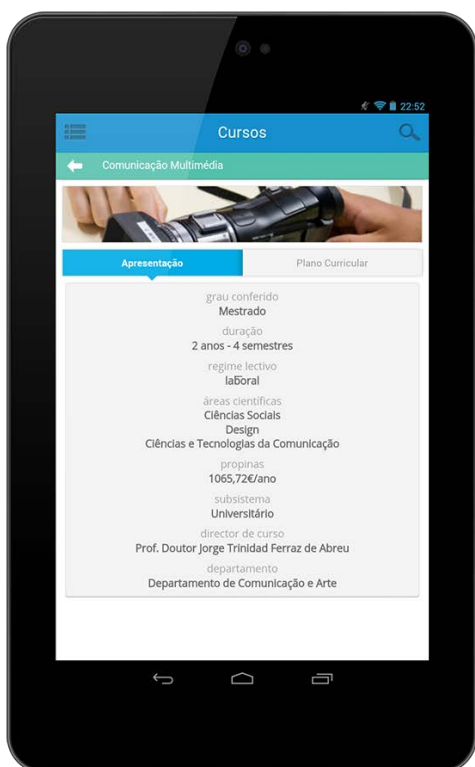 22:52
Cursos
Comunicação Multimédia
Apresentação
Plano Curricular
grau conferido
Mestrado
duração
2 anos - 4 semestres
regime lectivo
laboral
áreas científicas
Ciências Sociais
Design
Ciências e Tecnologias da Comunicação
propinas
1065,72€/ano
subsistema
Universitário
director de curso
Prof. Doutor Jorge Trinidad Ferraz de Abreu
departamento
Departamento de Comunicação e Arte